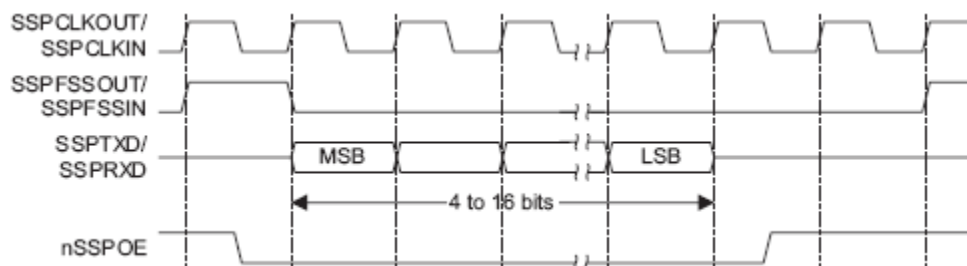 SSPCLKOUT/
SSPCLKIN
SSPFSSOUT/
SSPFSSIN
SSPTXD/
SSPRXD
MSB
LSB
4 to 16 bits
nSSPOE